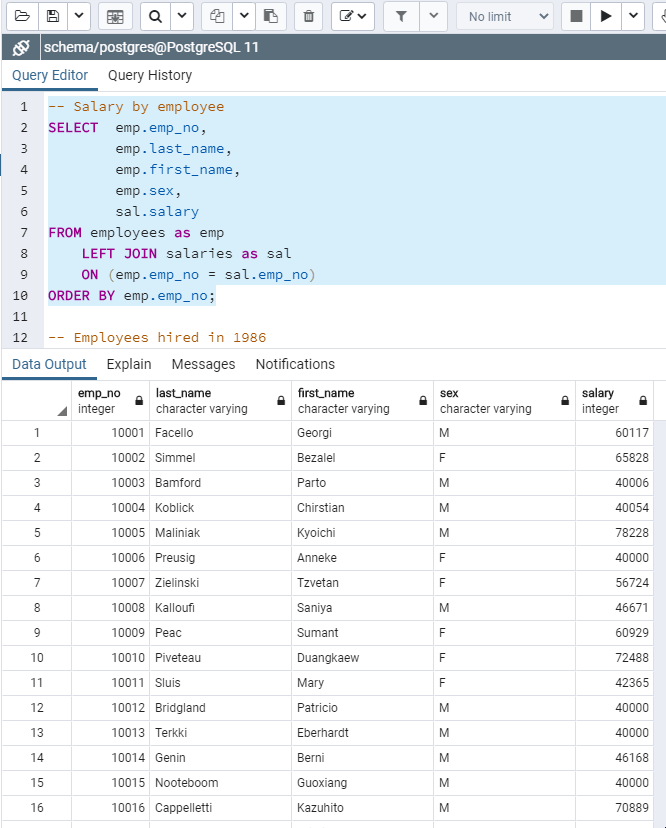 No limit
schema/postgres@PostgreSQL 11
Query Editor Query History
1 -- Salary by employee
2 SELECT emp.emp_no,
3 emp.last_name,
4 emp.first_name,
5 emp.sex,
6 sal.salary
7 FROM employees as emp
8 LEFT JOIN salaries as sal
9 ON (emp.emp_no = sal.emp_no)
10 ORDER BY emp.emp_no;
11
12 -- Employees hired in 1986
Data Output Explain Messages Notifications
emp_no last_name first_name sex salary
integer character varying character varying character varying integer
1 10001 Facello Georgi M 60117
2 10002 Simmel Bezalel F 65828
3 10003 Bamford Parto M 40006
4 10004 Koblick Chirstian M 40054
5 10005 Maliniak Kyoichi M 78228
6 10006 Preusig Anneke F 40000
7 10007 Zielinski Tzvetan F 56724
8 10008 Kalloufi Saniya M 46671
9 10009 Peac Sumant F 60929
10 10010 Piveteau Duangkaew F 72488
11 10011 Sluis Mary F 42365
12 10012 Bridgland Patricio M 40000
13 10013 Terkki Eberhardt M 40000
14 10014 Genin Berni M 46168
15 10015 Nooteboom Guoxiang M 40000
16 10016 Cappelletti Kazuhito M 70889